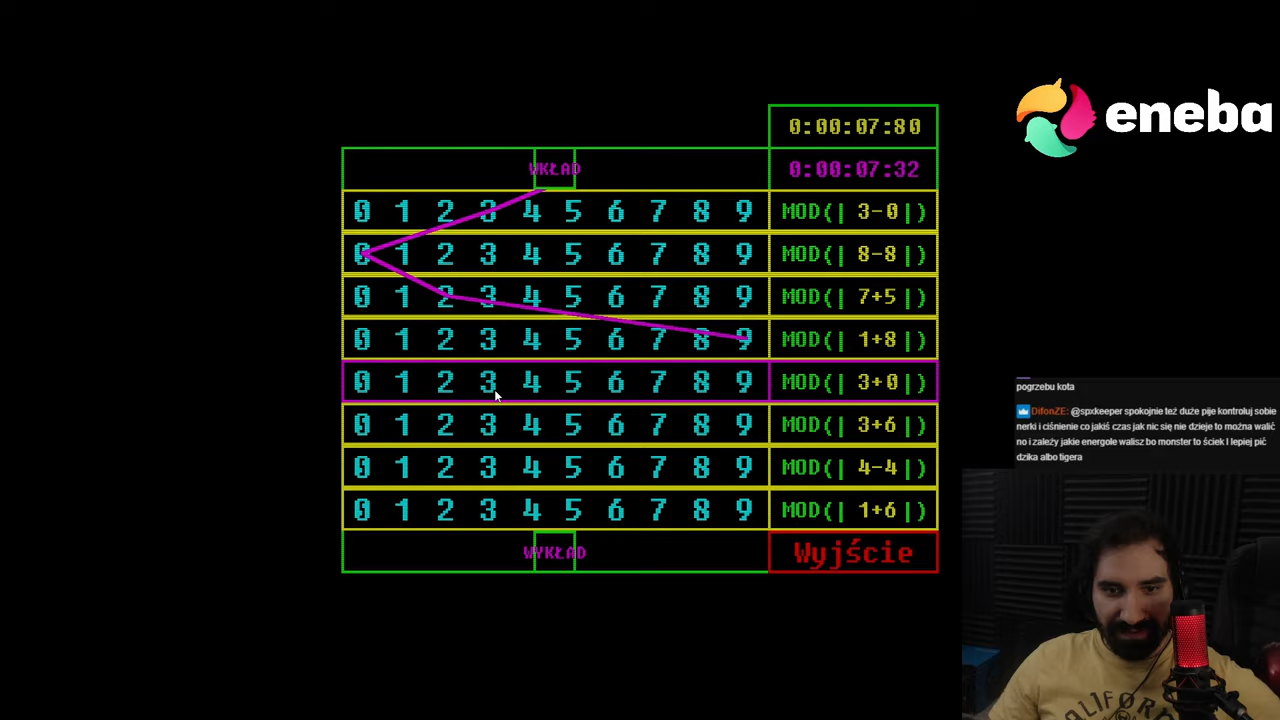 eneba
0:00:07:80
WKŁAD
0:00:07:32
0 1 2 3 4 5 6 7 8 9 MOD(| 3-0 |)
0 1 2 3 4 5 6 7 8 9 MOD(| 8-8 |)
0 1 2 3 4 5 6 7 8 9 MOD(| 7+5 |)
0 1 2 3 4 5 6 7 8 9 MOD(| 1+8 |)
0 1 2 3 4 5 6 7 8 9 MOD(| 3+0 |)
0 1 2 3 4 5 6 7 8 9 MOD(| 3+6 |)
0 1 2 3 4 5 6 7 8 9 MOD(| 4-4 |)
0 1 2 3 4 5 6 7 8 9 MOD(| 1+6 |)
WYKŁAD
Wyjście
pogrzebu kota
DifonZE: @spxkeeper spokojnie też duże pije kontroluj sobie
nerki i ciśnienie co jakiś czas jak nic się nie dzieje to można walić
no i zależy jakie energole walisz bo monster to ściek I lepiej pić
dzika albo tigera